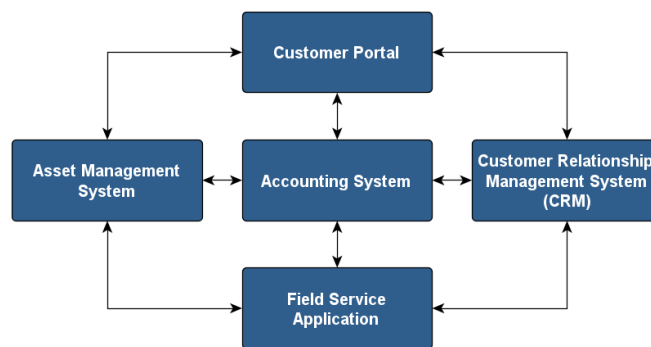 Customer Portal
Asset Management
System
Accounting System
Customer Relationship
Management System
(CRM)
Field Service
Application